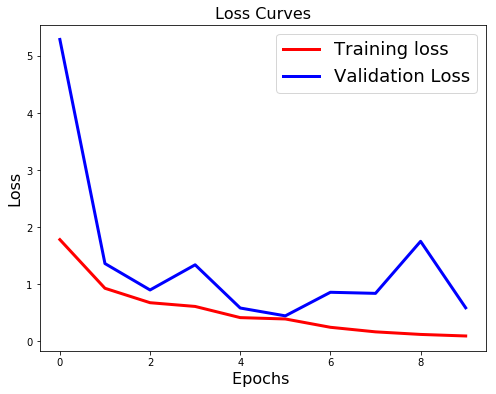 Loss Curves
Training loss
Validation Loss
5
4
3
2
1
0
Loss
0 2 4 6 8
Epochs